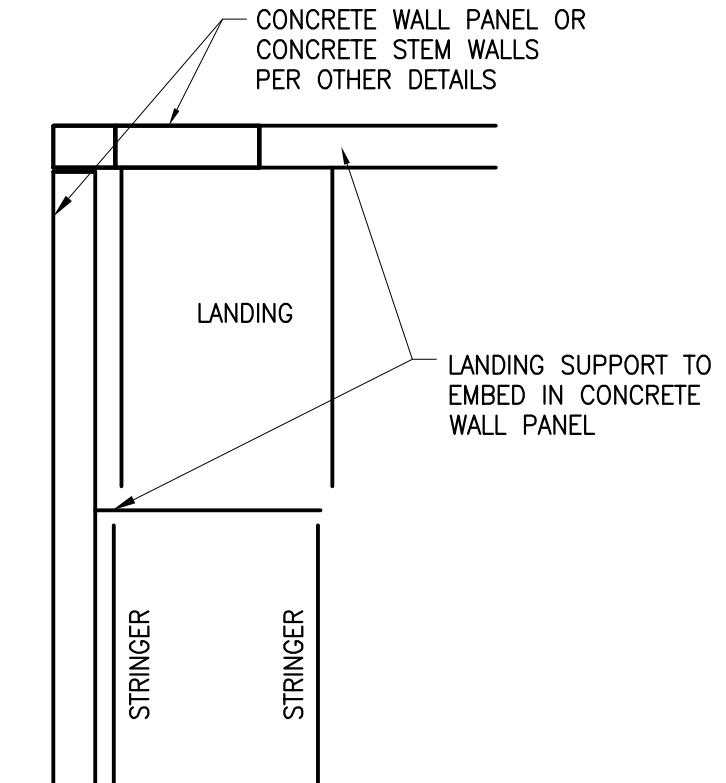 CONCRETE WALL PANEL OR
CONCRETE STEM WALLS
PER OTHER DETAILS
LANDING
LANDING SUPPORT TO
EMBED IN CONCRETE
WALL PANEL
STRINGER
STRINGER